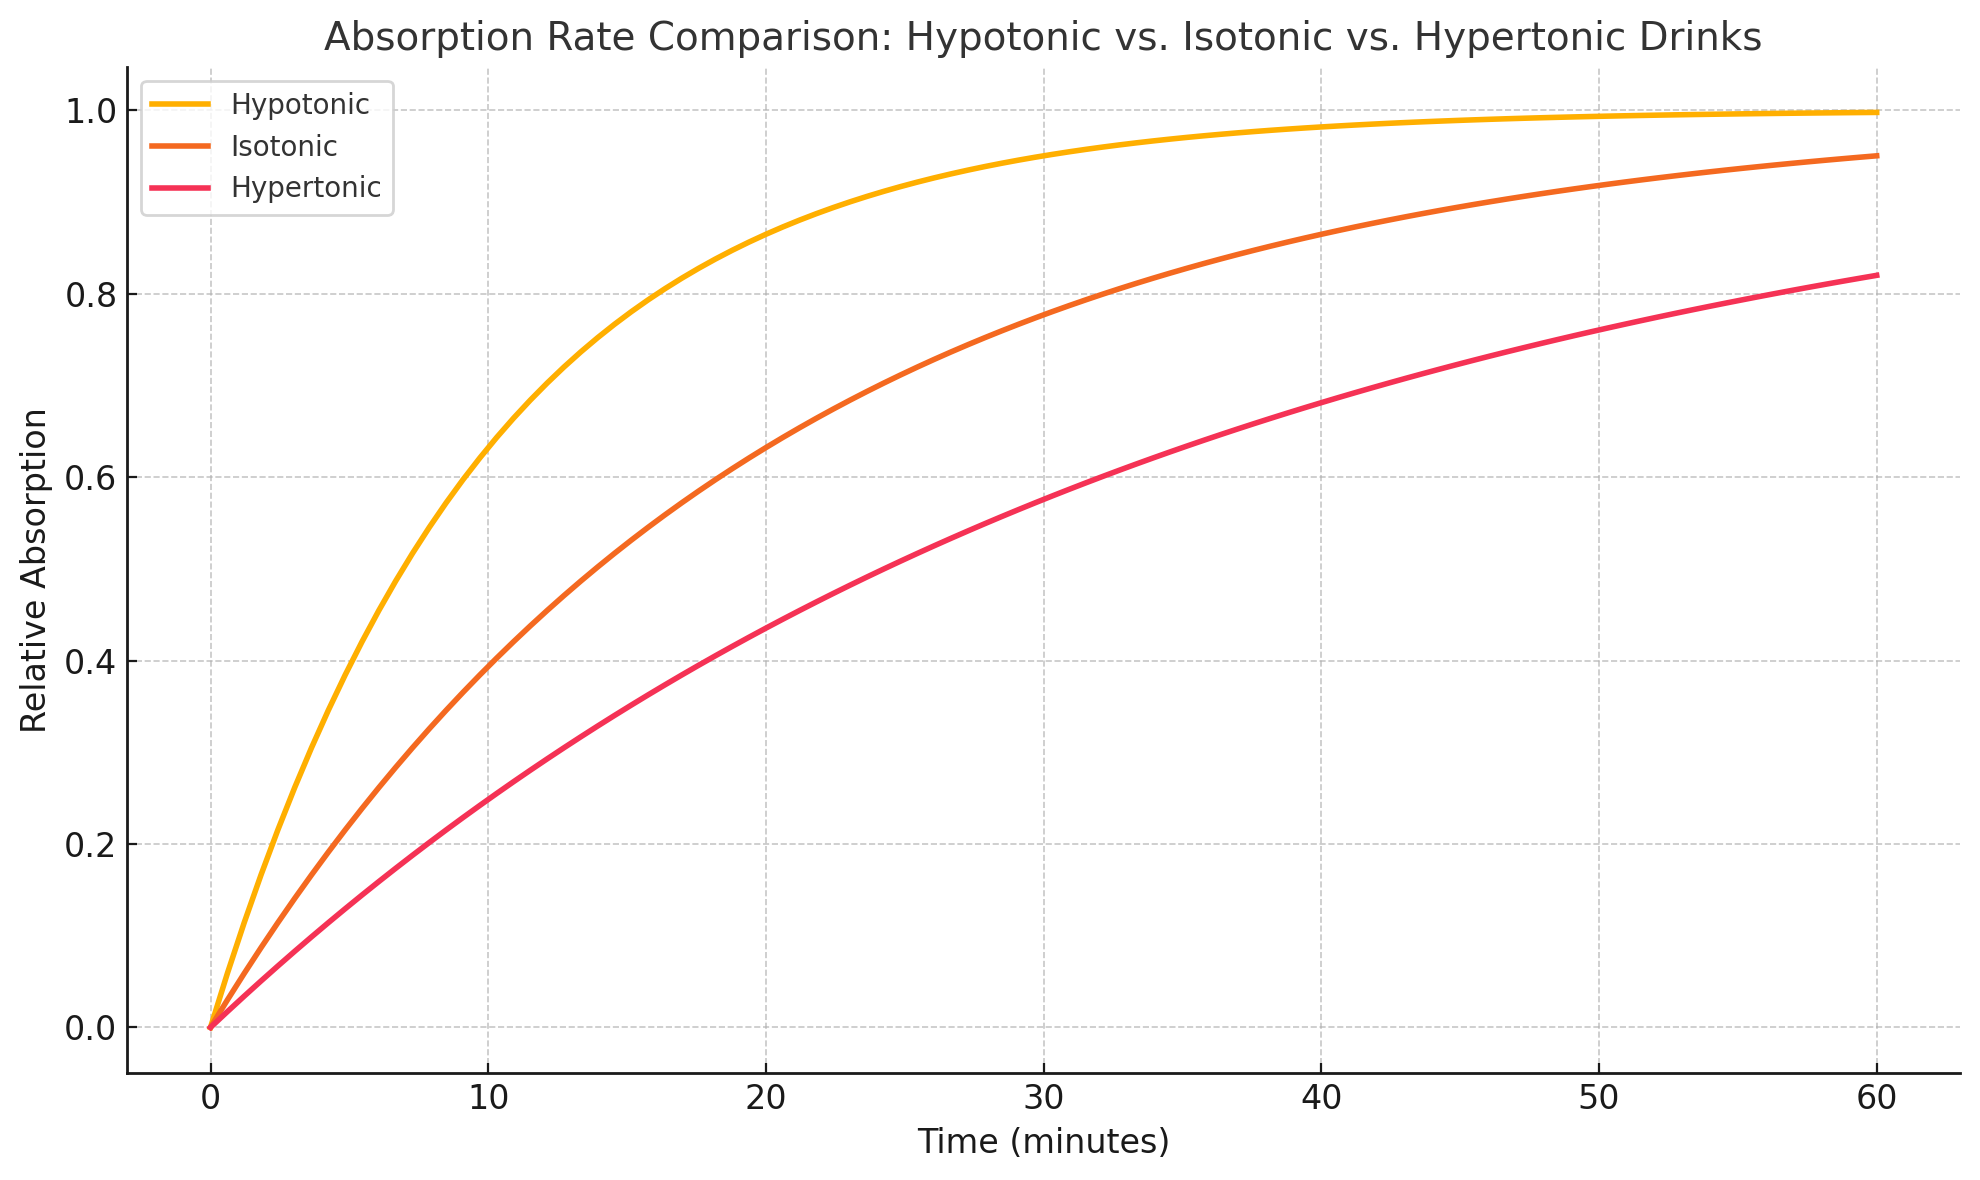 Absorption Rate Comparison: Hypotonic vs. Isotonic vs. Hypertonic Drinks
Hypotonic
Isotonic
Hypertonic
Relative Absorption
1.0
0.8
0.6
0.4
0.2
0.0
0 10 20 30 40 50 60
Time (minutes)